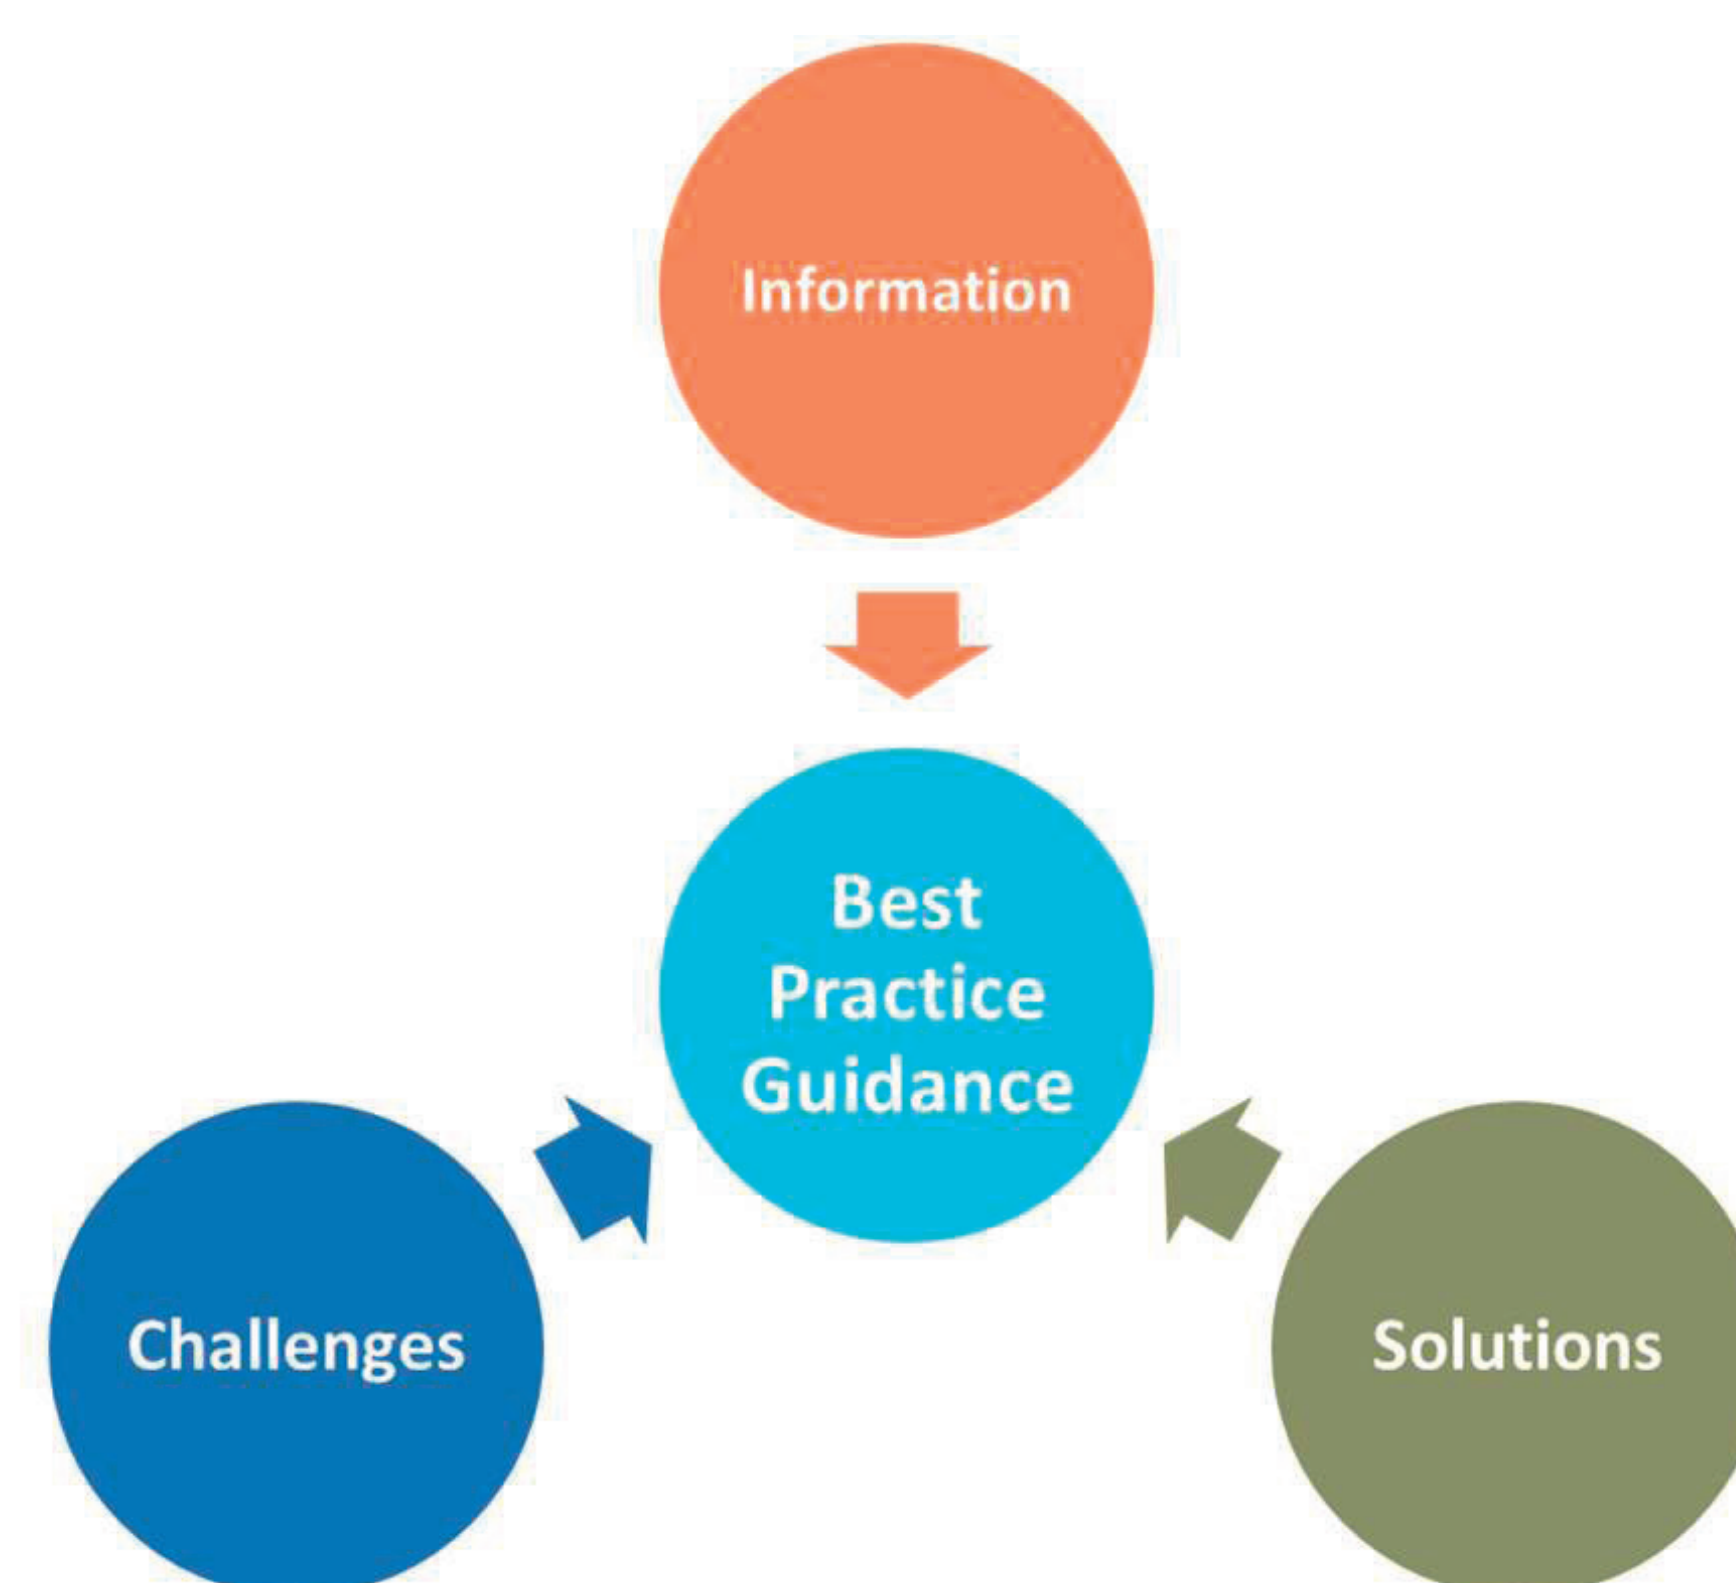 Information
Best
Practice
Guidance
Challenges
Solutions